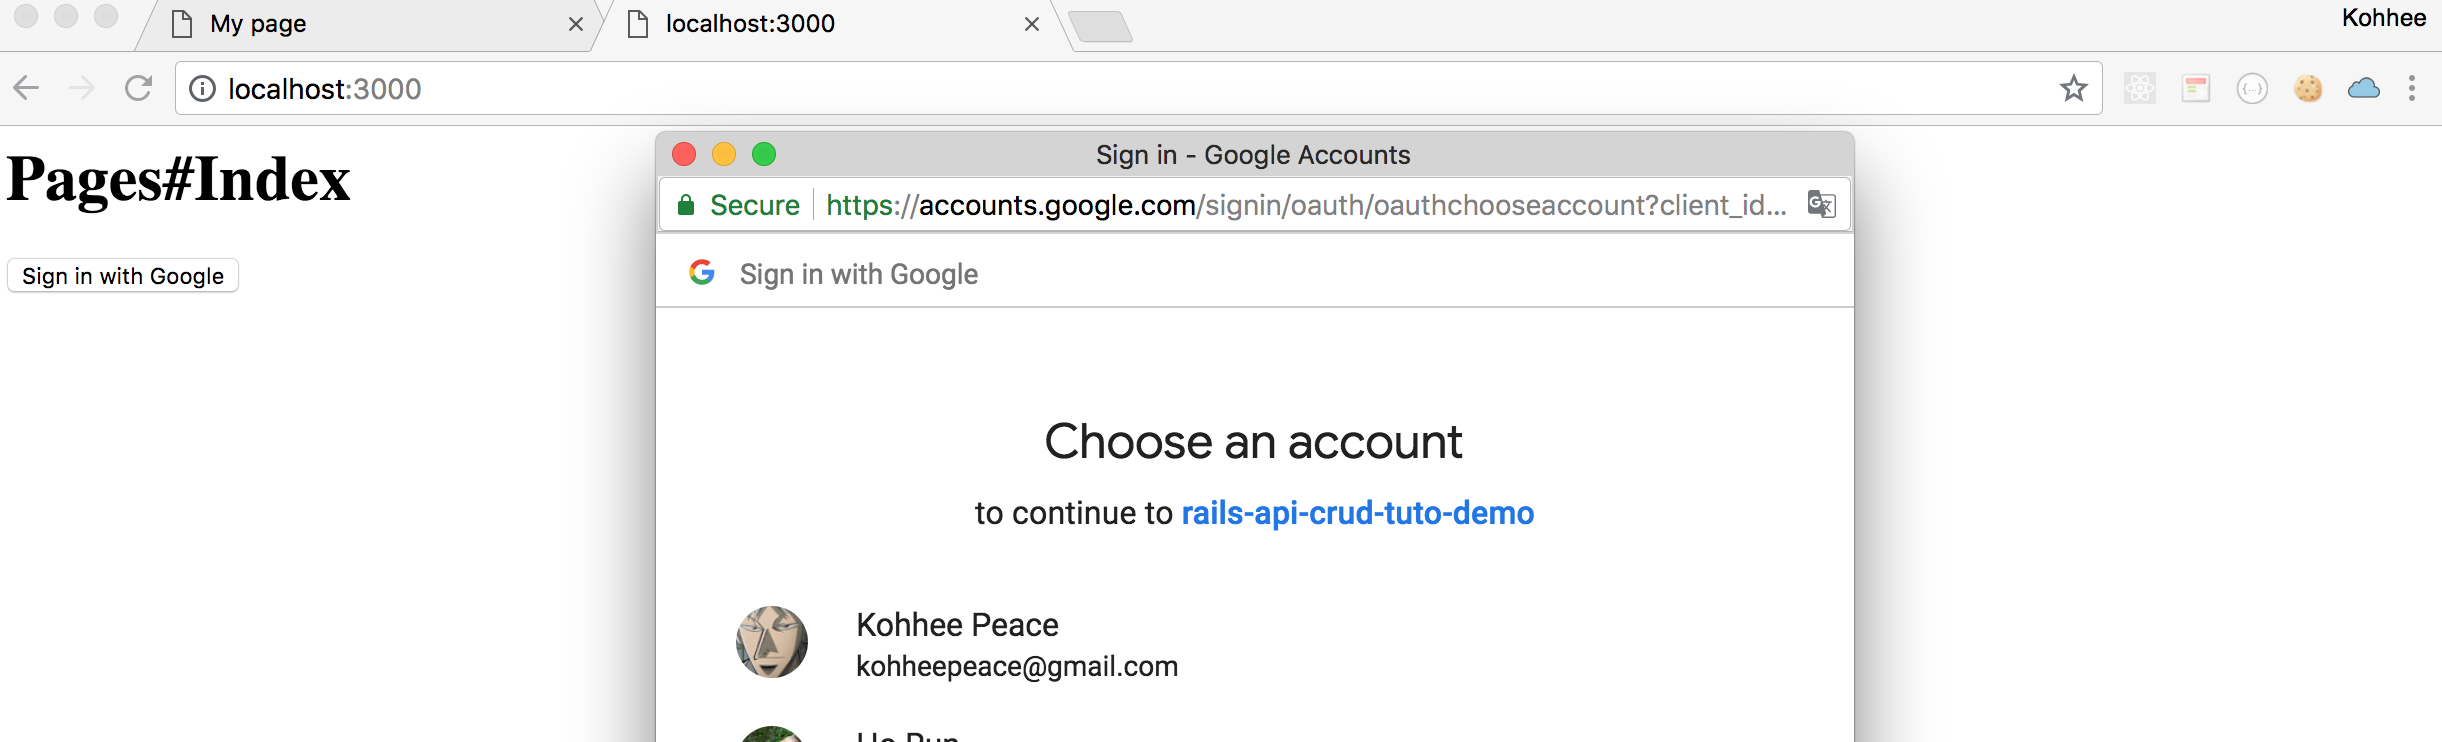 My page
localhost:3000
Kohhee
localhost:3000
Pages#Index
Sign in with Google
Sign in - Google Accounts
Secure https://accounts.google.com/signin/oauth/oauthchooseaccount?client_id...
Sign in with Google
Choose an account
to continue to rails-api-crud-tuto-demo
Kohhee Peace
kohheepeace@gmail.com